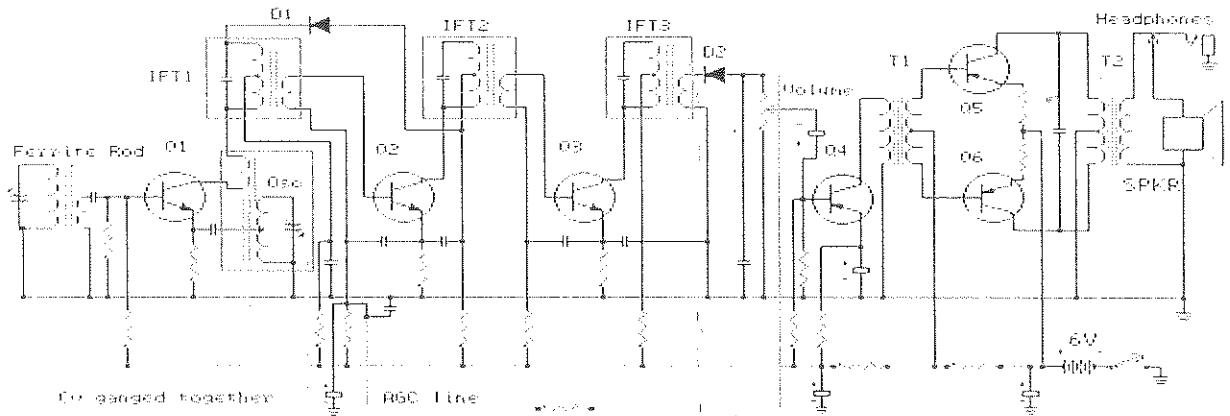 D1
IFT2
IFT3
Headphones
IFT1
D2
T1
T2
Volume
Q5
Ferrite Rod
Q1
Osc
Q2
Q3
Q4
Q6
SPKR
6V
Cv ganged together
AGC line